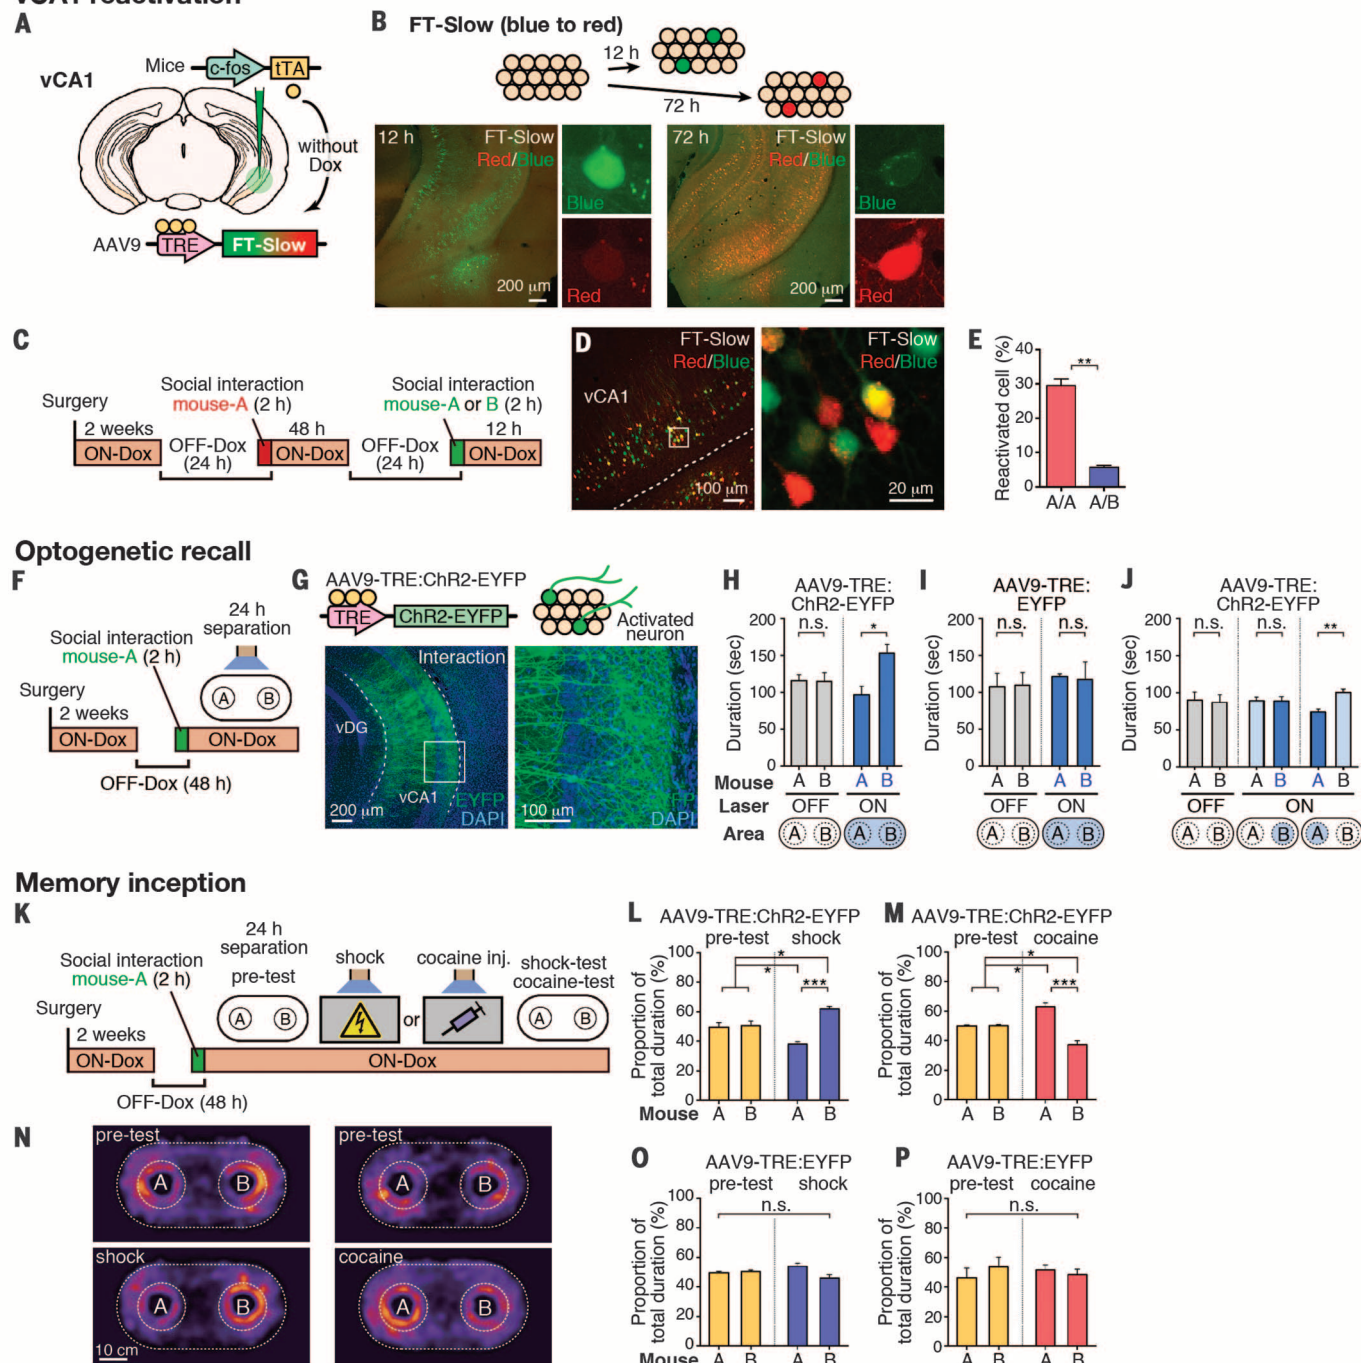 A
Mice
c-fos
tTA
vCA1
without
Dox
AAV9
TRE
FT-Slow
B
FT-Slow (blue to red)
12 h
72 h
12 h
FT-Slow
Red/Blue
200 μm
Blue
Red
72 h
FT-Slow
Red/Blue
200 μm
Blue
Red
C
Social interaction
mouse-A (2 h)
Social interaction
mouse-A or B (2 h)
Surgery
2 weeks
48 h
12 h
ON-Dox
OFF-Dox
(24 h)
ON-Dox
OFF-Dox
(24 h)
ON-Dox
D
FT-Slow
Red/Blue
vCA1
100 μm
FT-Slow
Red/Blue
20 μm
E
Reactivated cell (%)
40
30
20
10
0
**
A/A
A/B
Optogenetic recall
F
24 h
separation
Social interaction
mouse-A (2 h)
A
B
Surgery
2 weeks
ON-Dox
ON-Dox
OFF-Dox (48 h)
G
AAV9-TRE:ChR2-EYFP
TRE
ChR2-EYFP
Activated
neuron
Interaction
vDG
vCA1
200 μm
EYFP
DAPI
100 μm
H
AAV9-TRE:
ChR2-EYFP
Duration (sec)
200
150
100
50
0
n.s.
*
Mouse
A B A B
Laser
OFF ON
Area
A B A B
I
AAV9-TRE:
EYFP
Duration (sec)
200
150
100
50
0
n.s.
n.s.
A B A B
OFF ON
A B A B
J
AAV9-TRE:
ChR2-EYFP
Duration (sec)
200
150
100
50
0
n.s.
n.s.
**
A B A B A B
OFF ON
A B A B A B
Memory inception
K
24 h
separation
Social interaction
mouse-A (2 h)
pre-test
shock
cocaine inj.
shock-test
cocaine-test
A
B
or
A
B
Surgery
2 weeks
ON-Dox
ON-Dox
OFF-Dox (48 h)
L
AAV9-TRE:ChR2-EYFP
pre-test
shock
Proportion of
total duration (%)
100
80
60
40
20
0
*
*
***
Mouse
A B A B
M
AAV9-TRE:ChR2-EYFP
pre-test
cocaine
Proportion of
total duration (%)
100
80
60
40
20
0
*
*
***
A B A B
N
pre-test
A
B
pre-test
A
B
shock
A
B
10 cm
cocaine
A
B
O
AAV9-TRE:EYFP
pre-test
shock
Proportion of
total duration (%)
100
80
60
40
20
0
n.s.
Mouse
A B A B
P
AAV9-TRE:EYFP
pre-test
cocaine
Proportion of
total duration (%)
100
80
60
40
20
0
n.s.
A B A B